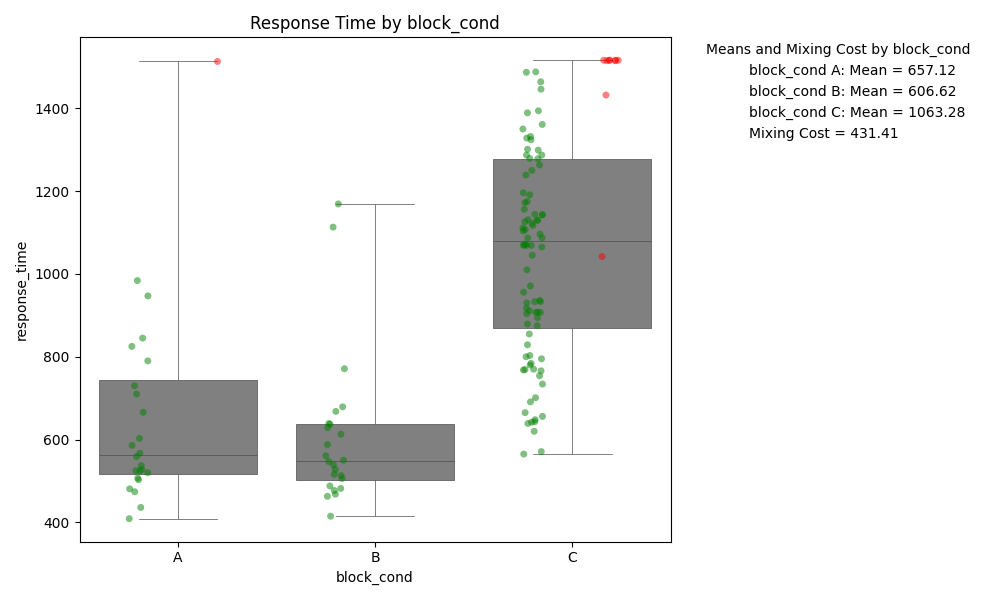 Response Time by block_cond
Means and Mixing Cost by block_cond
block_cond A: Mean = 657.12
block_cond B: Mean = 606.62
block_cond C: Mean = 1063.28
Mixing Cost = 431.41
response_time
1400
1200
1000
800
600
400
A B C
block_cond